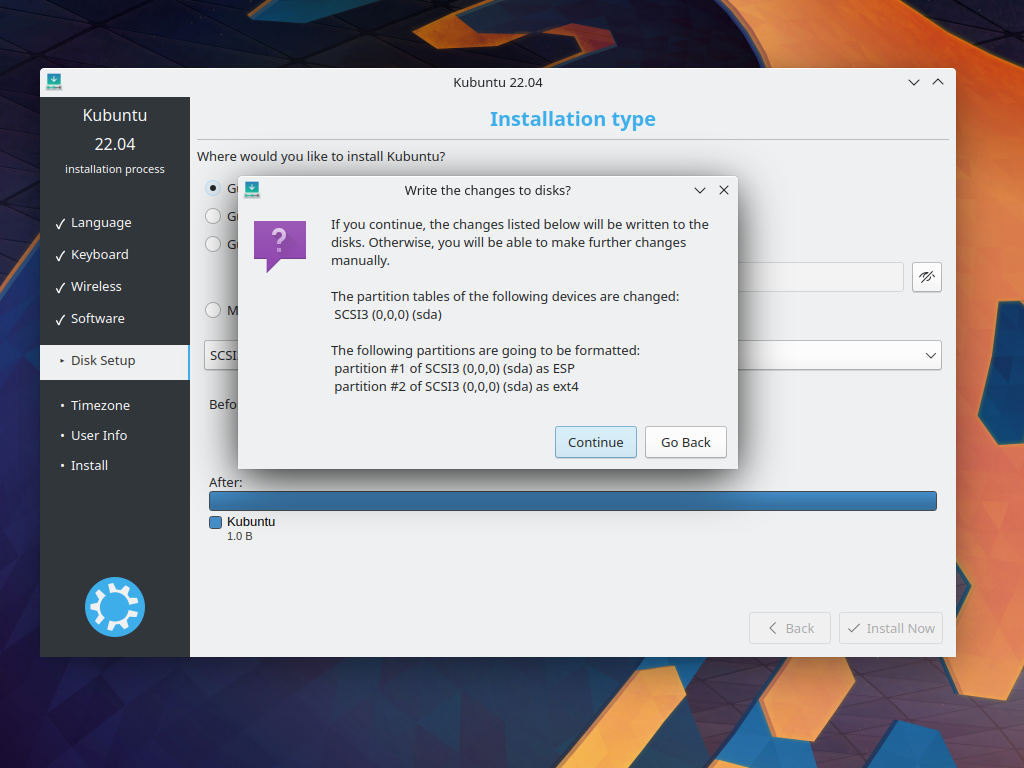 Kubuntu 22.04
Kubuntu
22.04
installation process
✓ Language
✓ Keyboard
✓ Wireless
✓ Software
▸ Disk Setup
• Timezone
• User Info
• Install
Installation type
Where would you like to install Kubuntu?
SCSI
After:
Kubuntu
1.0 B
Back
Install Now
Write the changes to disks?
?
If you continue, the changes listed below will be written to the
disks. Otherwise, you will be able to make further changes
manually.
The partition tables of the following devices are changed:
SCSI3 (0,0,0) (sda)
The following partitions are going to be formatted:
partition #1 of SCSI3 (0,0,0) (sda) as ESP
partition #2 of SCSI3 (0,0,0) (sda) as ext4
Continue
Go Back